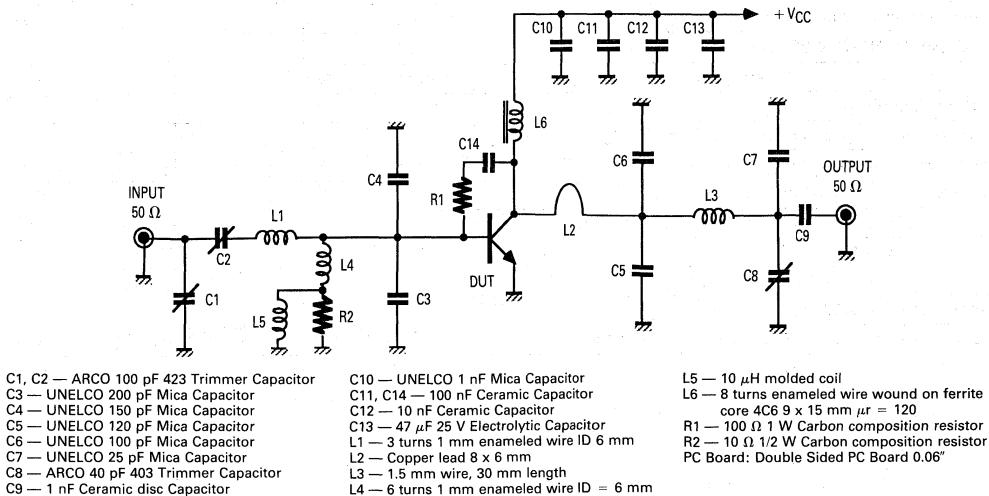 + VCC
C10
C11
C12
C13
L6
C14
C4
R1
C6
C7
OUTPUT
50 Ω
INPUT
50 Ω
L1
L3
C2
L2
C9
L4
DUT
C1
C3
C5
C8
L5
R2
C1, C2 — ARCO 100 pF 423 Trimmer Capacitor
C3 — UNELCO 200 pF Mica Capacitor
C4 — UNELCO 150 pF Mica Capacitor
C5 — UNELCO 120 pF Mica Capacitor
C6 — UNELCO 100 pF Mica Capacitor
C7 — UNELCO 25 pF Mica Capacitor
C8 — ARCO 40 pF 403 Trimmer Capacitor
C9 — 1 nF Ceramic disc Capacitor
C10 — UNELCO 1 nF Mica Capacitor
C11, C14 — 100 nF Ceramic Capacitor
C12 — 10 nF Ceramic Capacitor
C13 — 47 μF 25 V Electrolytic Capacitor
L1 — 3 turns 1 mm enameled wire ID 6 mm
L2 — Copper lead 8 x 6 mm
L3 — 1.5 mm wire, 30 mm length
L4 — 6 turns 1 mm enameled wire ID = 6 mm
L5 — 10 μH molded coil
L6 — 8 turns enameled wire wound on ferrite
core 4C6 9 x 15 mm μr = 120
R1 — 100 Ω 1 W Carbon composition resistor
R2 — 10 Ω 1/2 W Carbon composition resistor
PC Board: Double Sided PC Board 0.06″